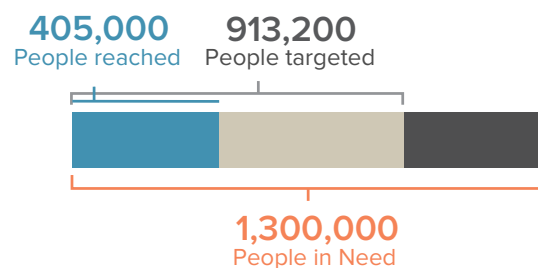 405,000
People reached
913,200
People targeted
1,300,000
People in Need